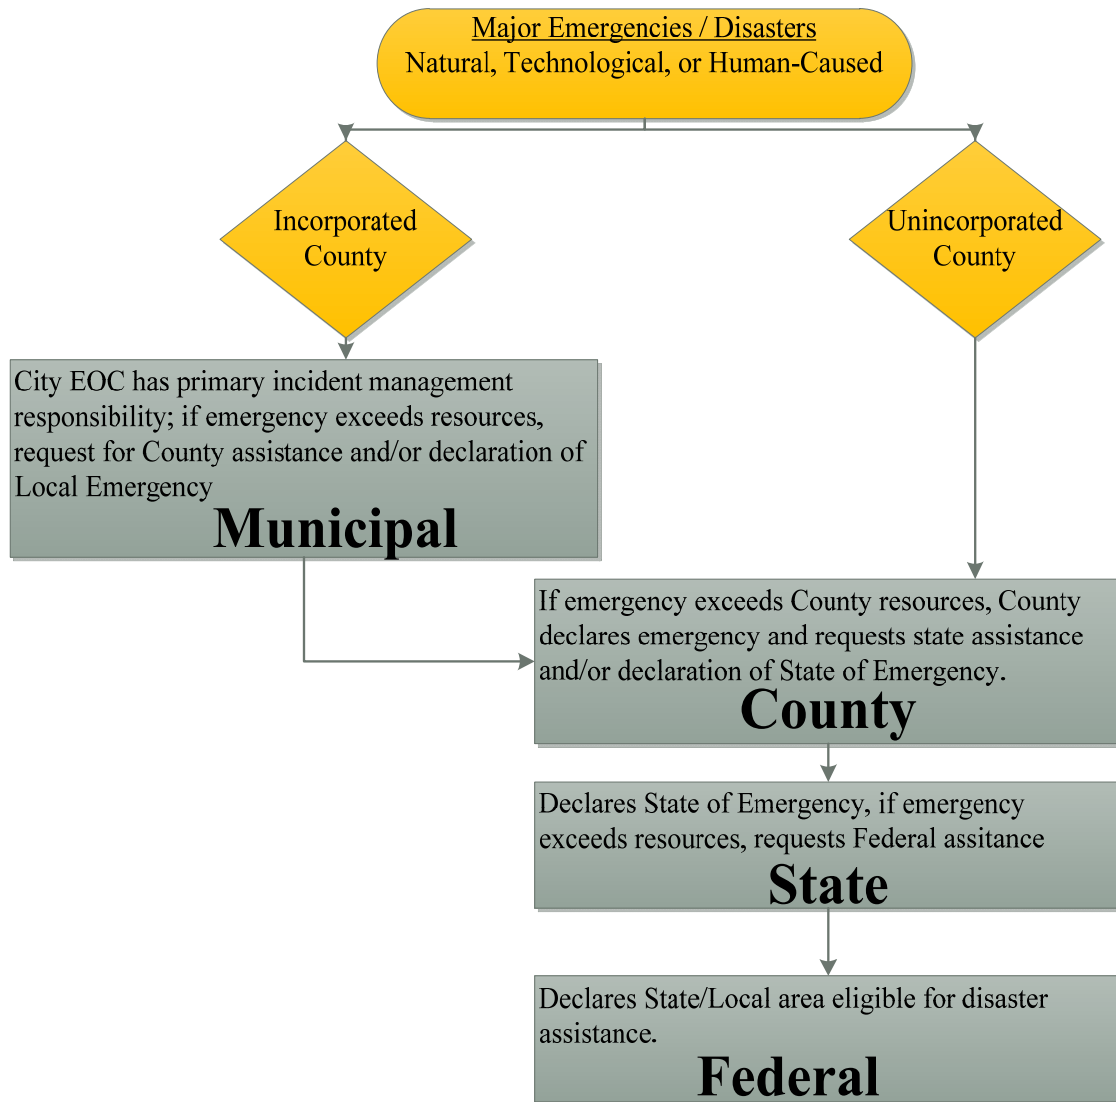 Major Emergencies / Disasters
Natural, Technological, or Human-Caused
Incorporated
County
Unincorporated
County
City EOC has primary incident management
responsibility; if emergency exceeds resources,
request for County assistance and/or declaration of
Local Emergency
Municipal
If emergency exceeds County resources, County
declares emergency and requests state assistance
and/or declaration of State of Emergency.
County
Declares State of Emergency, if emergency
exceeds resources, requests Federal assitance
State
Declares State/Local area eligible for disaster
assistance.
Federal